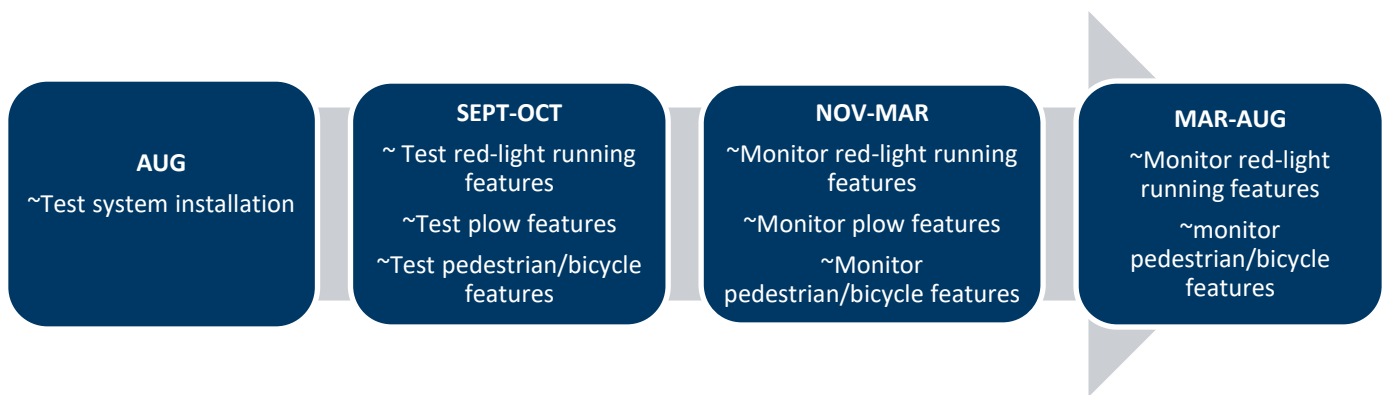 AUG
~Test system installation
SEPT-OCT
~ Test red-light running
features
~Test plow features
~Test pedestrian/bicycle
features
NOV-MAR
~Monitor red-light running
features
~Monitor plow features
~Monitor
pedestrian/bicycle features
MAR-AUG
~Monitor red-light
running features
~monitor
pedestrian/bicycle
features